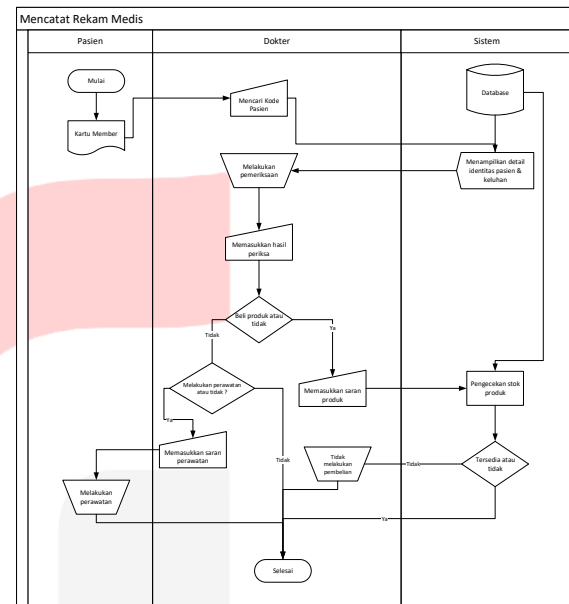 Mencatat Rekam Medis
Pasien
Dokter
Sistem
Mulai
Kartu Member
Mencari Kode
Pasien
Database
Menampilkan detail
identitas pasien &
keluhan
Melakukan
pemeriksaan
Memasukkan hasil
periksa
Beli produk atau
tidak
Tidak
Ya
Melakukan perawatan
atau tidak ?
Memasukkan saran
produk
Pengecekan stok
produk
Ya
Memasukkan saran
perawatan
Tidak
Tidak
melakukan
pembelian
Tidak
Tersedia atau
tidak
Melakukan
perawatan
Ya
Selesai